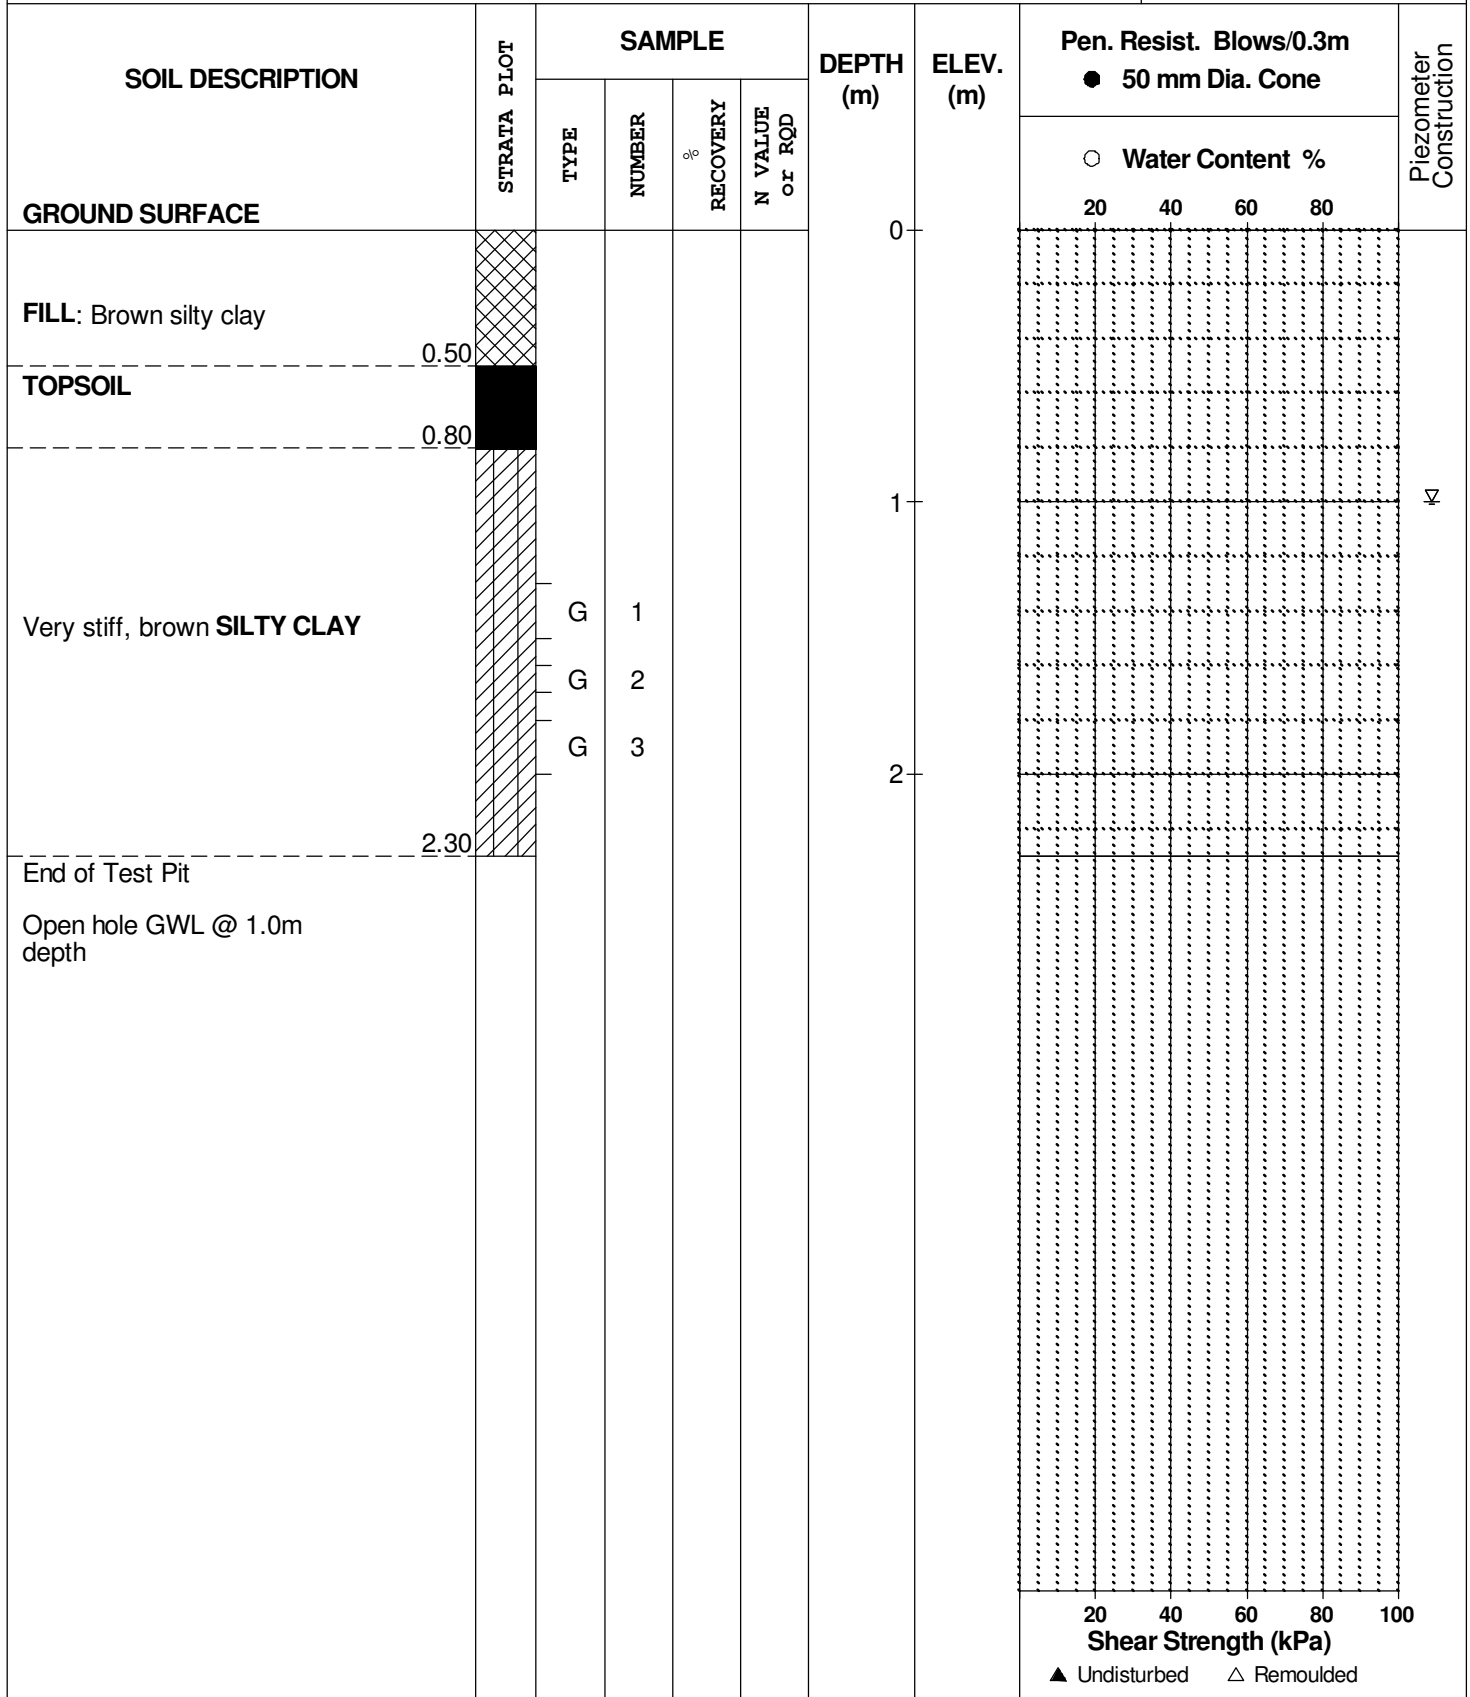 SOIL DESCRIPTION
GROUND SURFACE
STRATA PLOT
SAMPLE
TYPE
NUMBER
%
RECOVERY
N VALUE
or RQD
DEPTH
(m)
ELEV.
(m)
Pen. Resist. Blows/0.3m
● 50 mm Dia. Cone
○ Water Content %
20 40 60 80
Piezometer
Construction
0
FILL: Brown silty clay
0.50
TOPSOIL
0.80
1
Very stiff, brown SILTY CLAY
G 1
G 2
G 3
2
2.30
End of Test Pit
Open hole GWL @ 1.0m
depth
20 40 60 80 100
Shear Strength (kPa)
▲ Undisturbed △ Remoulded